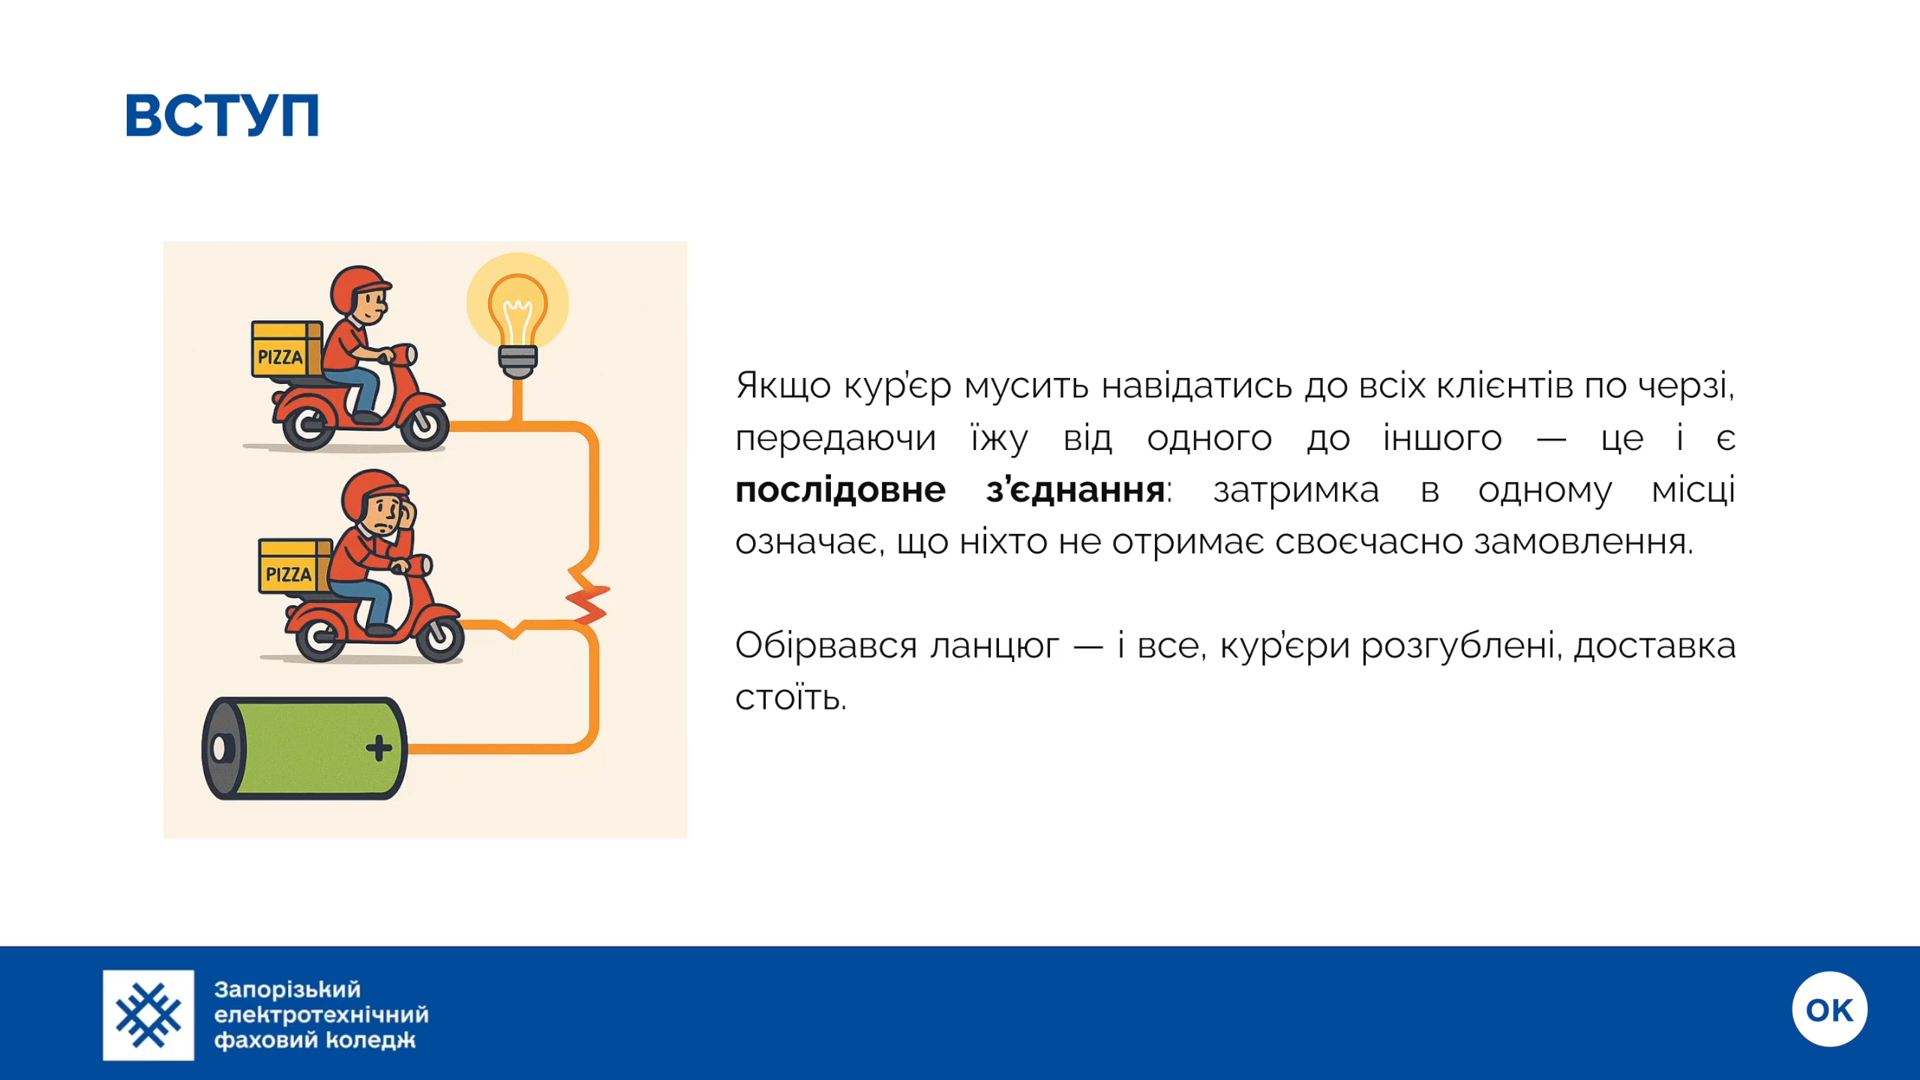 ВСТУП
PIZZA
PIZZA
+
Якщо кур’єр мусить навідатись до всіх клієнтів по черзі,
передаючи їжу від одного до іншого — це і є
послідовне з’єднання: затримка в одному місці
означає, що ніхто не отримає своєчасно замовлення.
Обірвався ланцюг — і все, кур’єри розгублені, доставка
стоїть.
Запорізький
електротехнічний
фаховий коледж
ОК